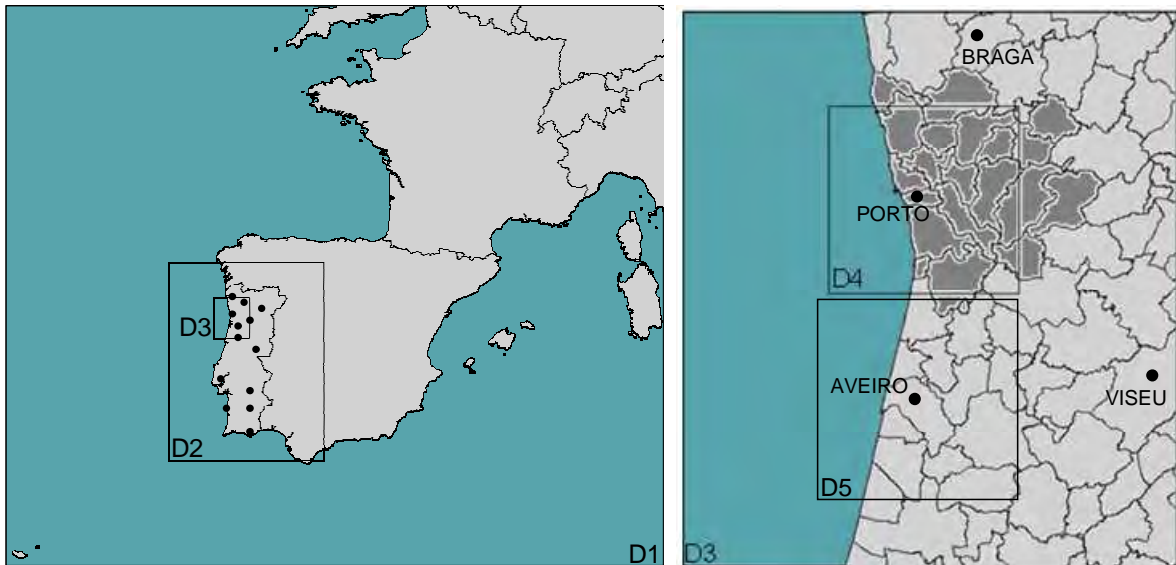 D3
D2
D1
BRAGA
PORTO
D4
AVEIRO
VISEU
D5
D3